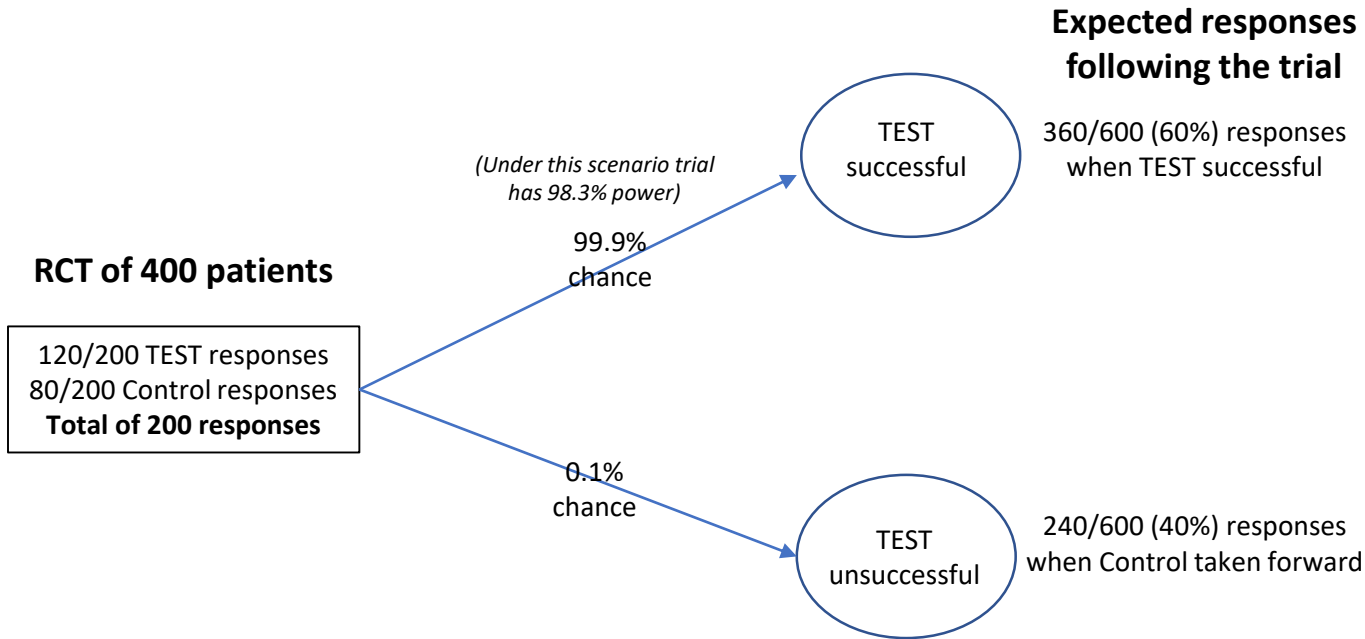 Expected responses
following the trial
TEST
successful
360/600 (60%) responses
when TEST successful
(Under this scenario trial
has 98.3% power)
99.9%
chance
RCT of 400 patients
120/200 TEST responses
80/200 Control responses
Total of 200 responses
0.1%
chance
TEST
unsuccessful
240/600 (40%) responses
when Control taken forward